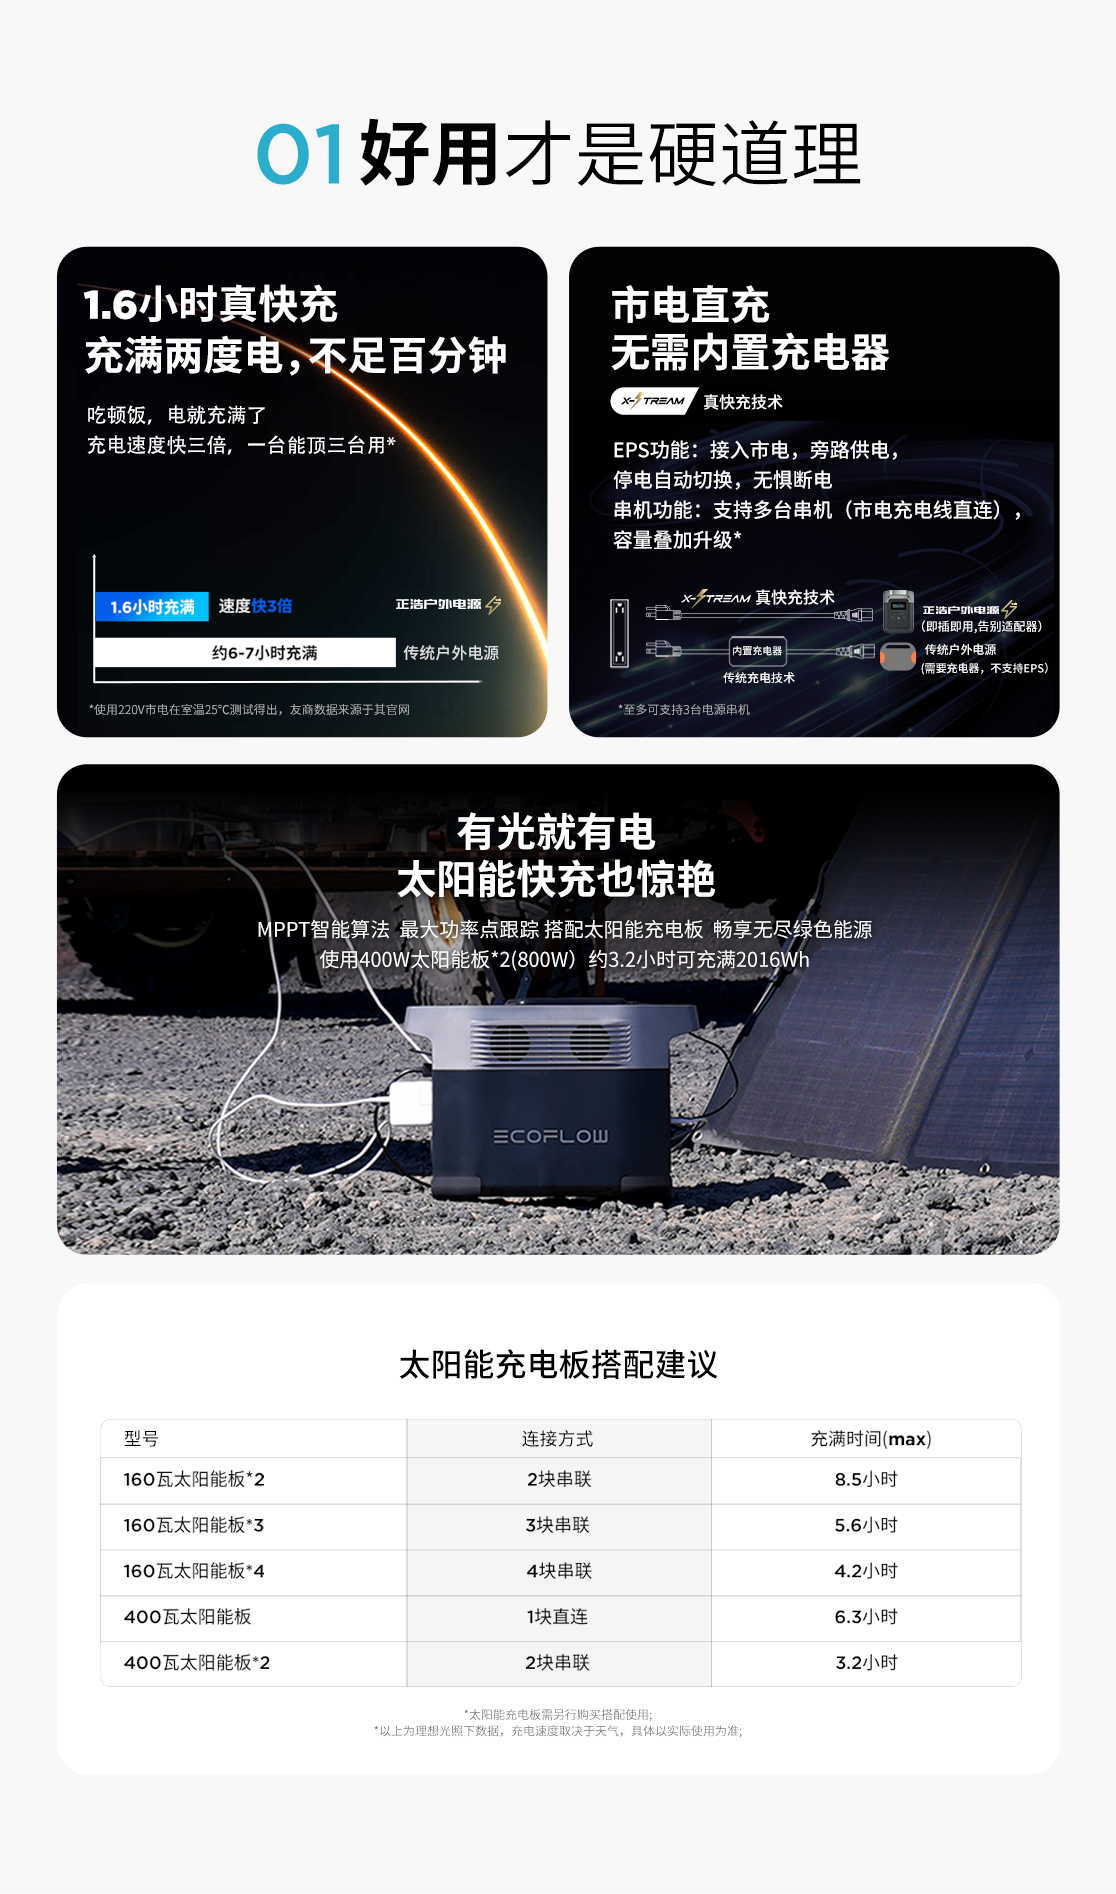 01 好用才是硬道理
1.6小时真快充
充满两度电，不足百分钟
吃顿饭，电就充满了
充电速度快三倍，一台能顶三台用*
1.6小时充满 速度快3倍 正浩户外电源
约6-7小时充满 传统户外电源
*使用220V市电在室温25℃测试得出，友商数据来源于其官网
市电直充
无需内置充电器
X-STREAM 真快充技术
EPS功能：接入市电，旁路供电，
停电自动切换，无惧断电
串机功能：支持多台串机（市电充电线直连），
容量叠加升级*
X-STREAM 真快充技术
正浩户外电源
（即插即用,告别适配器）
内置充电器
传统充电技术
传统户外电源
(需要充电器，不支持EPS）
*至多可支持3台电源串机
有光就有电
太阳能快充也惊艳
MPPT智能算法 最大功率点跟踪 搭配太阳能充电板 畅享无尽绿色能源
使用400W太阳能板*2(800W）约3.2小时可充满2016Wh
ECOFLOW
太阳能充电板搭配建议
型号 连接方式 充满时间(max)
160瓦太阳能板*2 2块串联 8.5小时
160瓦太阳能板*3 3块串联 5.6小时
160瓦太阳能板*4 4块串联 4.2小时
400瓦太阳能板 1块直连 6.3小时
400瓦太阳能板*2 2块串联 3.2小时
*太阳能充电板需另行购买搭配使用;
*以上为理想光照下数据，充电速度取决于天气，具体以实际使用为准;